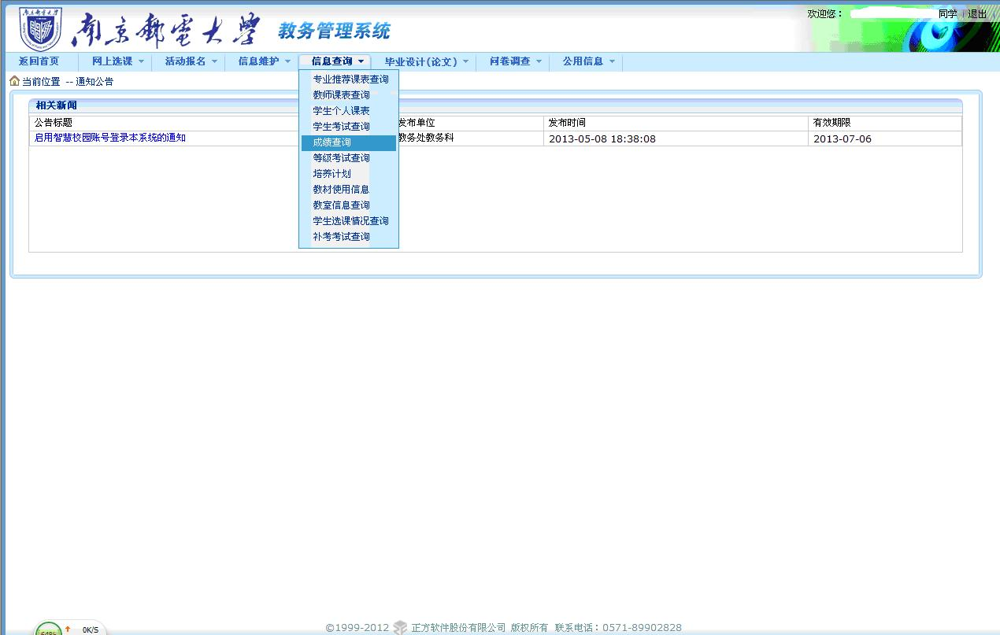 南京郵電大學 教务管理系统
欢迎您： 同学 退出
返回首页 网上选课 活动报名 信息维护 信息查询 毕业设计(论文) 问卷调查 公用信息
当前位置 -- 通知公告
专业推荐课表查询
教师课表查询
学生个人课表
学生考试查询
成绩查询
等级考试查询
培养计划
教材使用信息
教室信息查询
学生选课情况查询
补考考试查询
相关新闻
公告标题 发布单位 发布时间 有效期限
启用智慧校园账号登录本系统的通知 教务处教务科 2013-05-08 18:38:08 2013-07-06
0K/S
©1999-2012 正方软件股份有限公司 版权所有 联系电话：0571-89902828